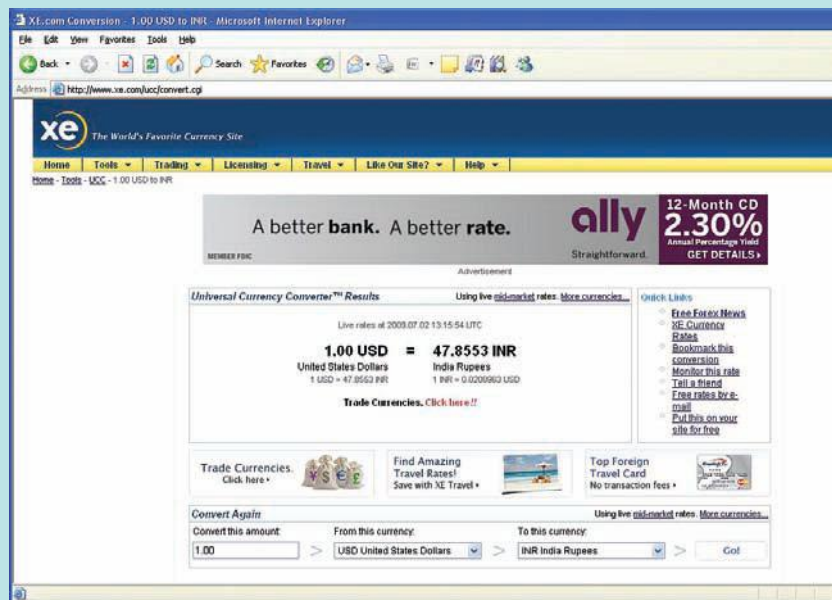 XE.com Conversion - 1.00 USD to INR - Microsoft Internet Explorer
File Edit View Favorites Tools Help
Back Search Favorites
Address http://www.xe.com/ucc/convert.cgi
xe The World's Favorite Currency Site
Home Tools Trading Licensing Travel Like Our Site? Help
Home - Tools - UCC - 1.00 USD to INR
A better bank. A better rate.
MEMBER FDIC
ally
Straightforward.
12-Month CD
2.30%
Annual Percentage Yield
GET DETAILS
Advertisement
Universal Currency Converter™ Results Using live mid-market rates. More currencies...
Live rates at 2009.07.02 13:15:54 UTC
1.00 USD = 47.8553 INR
United States Dollars India Rupees
1 USD = 47.8553 INR 1 INR = 0.0208963 USD
Trade Currencies. Click here!!
Quick Links
Free Forex News
XE Currency
Rates
Bookmark this
conversion
Monitor this rate
Tell a friend
Free rates by e-
mail
Put this on your
site for free
Trade Currencies.
Click here
¥ $ € £
Find Amazing
Travel Rates!
Save with XE Travel
Top Foreign
Travel Card
No transaction fees
Convert Again Using live mid-market rates. More currencies...
Convert this amount: From this currency: To this currency:
1.00 > USD United States Dollars > INR India Rupees > Go!